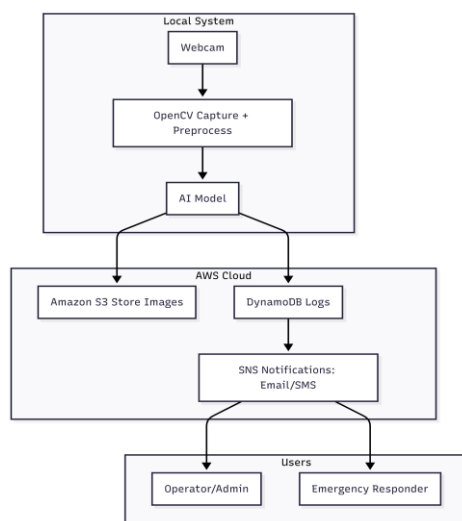 Local System
Webcam
OpenCV Capture +
Preprocess
AI Model
AWS Cloud
Amazon S3 Store Images
DynamoDB Logs
SNS Notifications:
Email/SMS
Users
Operator/Admin
Emergency Responder